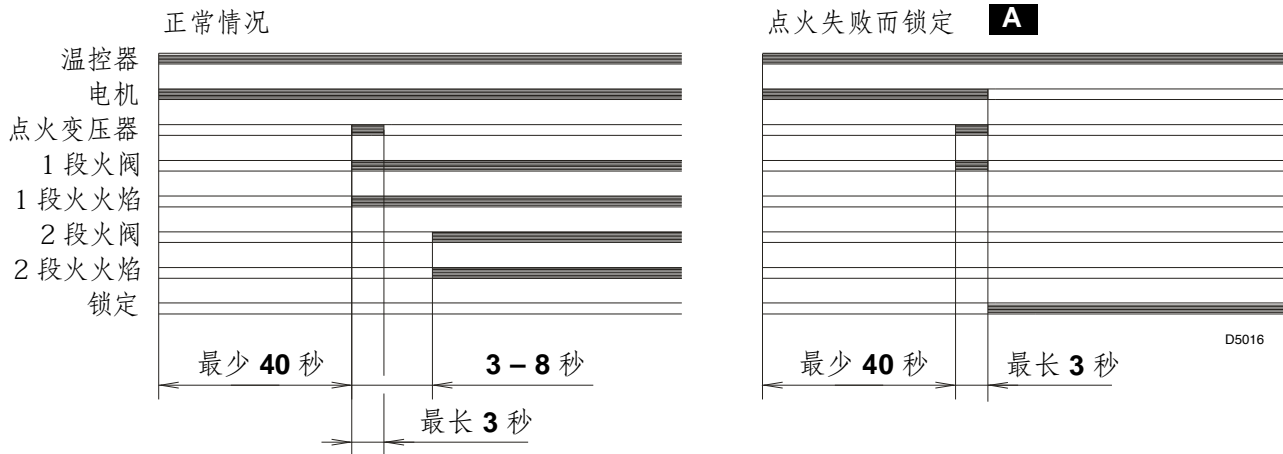 正常情况
点火失败而锁定 A
温控器
电机
点火变压器
1 段火阀
1 段火火焰
2 段火阀
2 段火火焰
锁定
D5016
最少 40 秒
3 – 8 秒
最少 40 秒
最长 3 秒
最长 3 秒